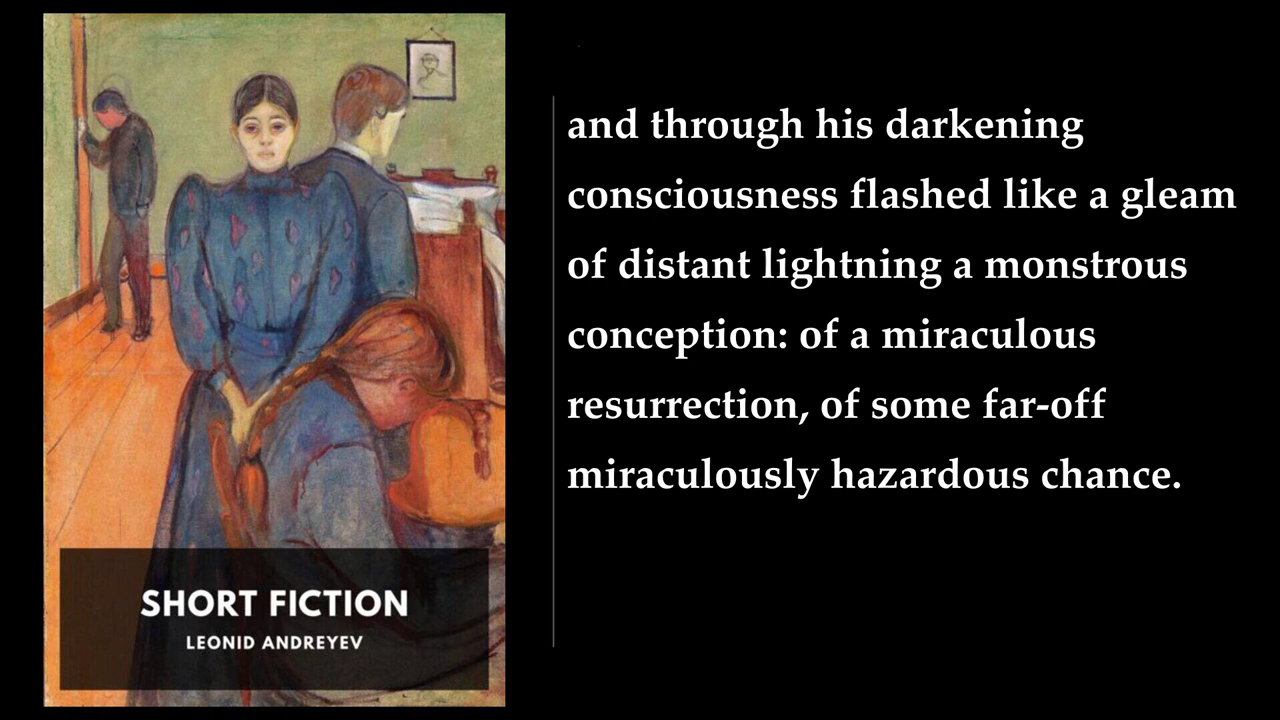 SHORT FICTION
LEONID ANDREYEV
and through his darkening
consciousness flashed like a gleam
of distant lightning a monstrous
conception: of a miraculous
resurrection, of some far-off
miraculously hazardous chance.